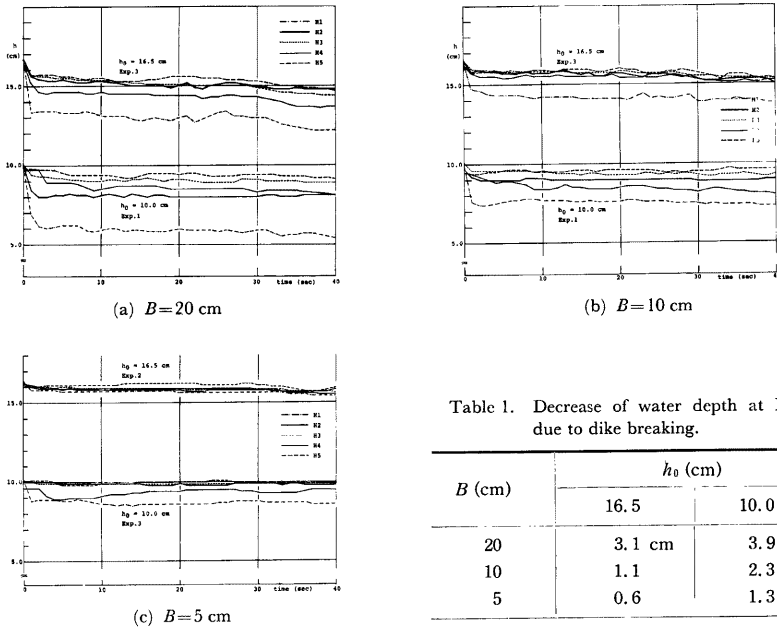 h
(cm)
15.0
10.0
5.0
h₀ = 16.5 cm
Exp.3
h₀ = 10.0 cm
Exp.1
H1
H2
H3
H4
H5
0 10 20 30 40
time (sec)
(a) B=20 cm
h
(cm)
15.0
10.0
5.0
h₀ = 16.5 cm
Exp.3
h₀ = 10.0 cm
Exp.1
H2
0 10 20 30
time (sec)
(b) B=10 cm
15.0
10.0
5.0
h₀ = 16.5 cm
Exp.2
h₀ = 10.0 cm
Exp.3
H1
H2
H3
H4
H5
0 10 20 30 40
time (sec)
(c) B=5 cm
Table 1. Decrease of water depth at
due to dike breaking.
B (cm) h₀ (cm)
16.5 10.0
20 3.1 cm 3.9
10 1.1 2.3
5 0.6 1.3